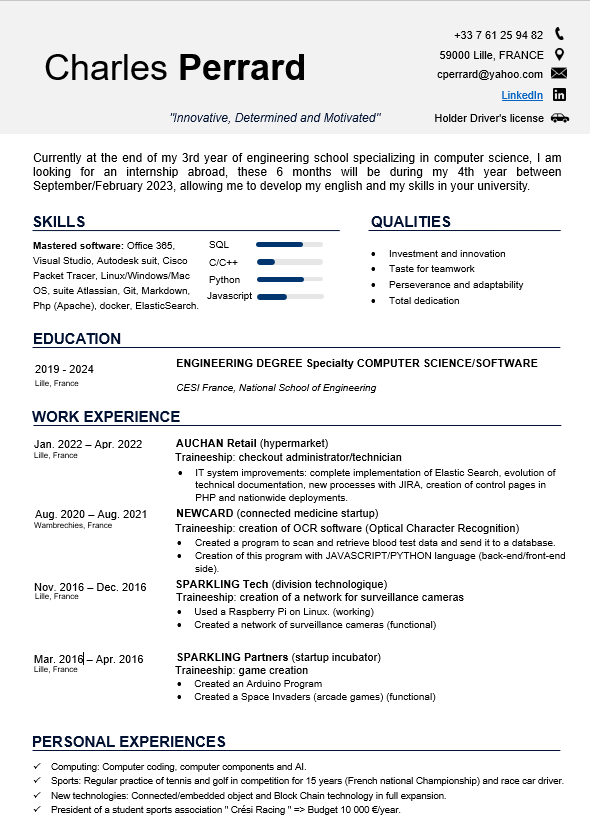 +33 7 61 25 94 82
Charles Perrard
59000 Lille, FRANCE
cperrard@yahoo.com
LinkedIn
"Innovative, Determined and Motivated"
Holder Driver's license
Currently at the end of my 3rd year of engineering school specializing in computer science, I am
looking for an internship abroad, these 6 months will be during my 4th year between
September/February 2023, allowing me to develop my english and my skills in your university.
SKILLS
Mastered software: Office 365,
Visual Studio, Autodesk suit, Cisco
Packet Tracer, Linux/Windows/Mac
OS, suite Atlassian, Git, Markdown,
Php (Apache), docker, ElasticSearch.
SQL
C/C++
Python
Javascript
QUALITIES
• Investment and innovation
• Taste for teamwork
• Perseverance and adaptability
• Total dedication
EDUCATION
2019 - 2024
Lille, France
ENGINEERING DEGREE Specialty COMPUTER SCIENCE/SOFTWARE
CESI France, National School of Engineering
WORK EXPERIENCE
Jan. 2022 – Apr. 2022
Lille, France
AUCHAN Retail (hypermarket)
Traineeship: checkout administrator/technician
• IT system improvements: complete implementation of Elastic Search, evolution of
technical documentation, new processes with JIRA, creation of control pages in
PHP and nationwide deployments.
Aug. 2020 – Aug. 2021
Wambrechies, France
NEWCARD (connected medicine startup)
Traineeship: creation of OCR software (Optical Character Recognition)
• Created a program to scan and retrieve blood test data and send it to a database.
• Creation of this program with JAVASCRIPT/PYTHON language (back-end/front-end
side).
Nov. 2016 – Dec. 2016
Lille, France
SPARKLING Tech (division technologique)
Traineeship: creation of a network for surveillance cameras
• Used a Raspberry Pi on Linux. (working)
• Created a network of surveillance cameras (functional)
Mar. 2016 – Apr. 2016
Lille, France
SPARKLING Partners (startup incubator)
Traineeship: game creation
• Created an Arduino Program
• Created a Space Invaders (arcade games) (functional)
PERSONAL EXPERIENCES
✓ Computing: Computer coding, computer components and AI.
✓ Sports: Regular practice of tennis and golf in competition for 15 years (French national Championship) and race car driver.
✓ New technologies: Connected/embedded object and Block Chain technology in full expansion.
✓ President of a student sports association " Crési Racing " => Budget 10 000 €/year.